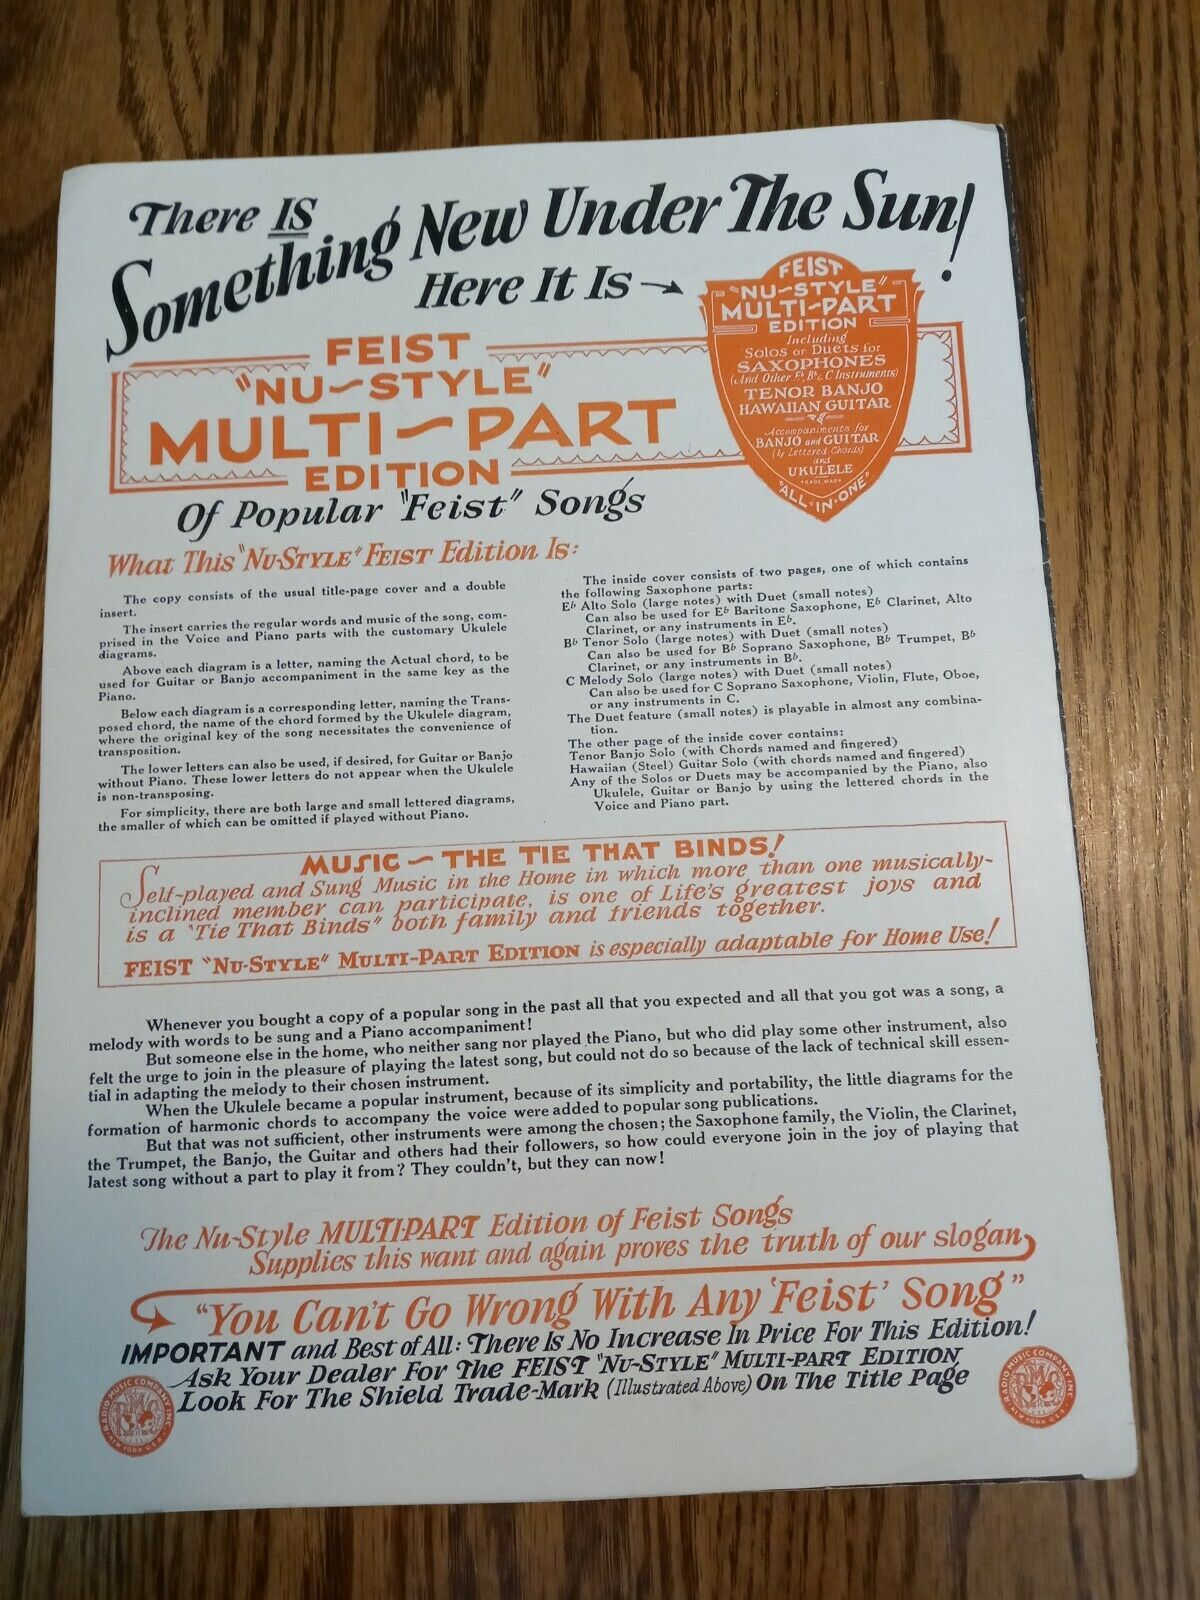 There IS
Something New Under The Sun!
Here It Is
FEIST
"NU-STYLE"
MULTI-PART
EDITION
Of Popular "Feist" Songs
FEIST
"NU-STYLE"
MULTI-PART
EDITION
Including
Solos or Duets for
SAXOPHONES
(And Other E♭ B♭ & C Instruments)
TENOR BANJO
HAWAIIAN GUITAR
Accompaniments for
BANJO and GUITAR
(by Lettered Chords)
and
UKULELE
TRADE MARK
"ALL-IN-ONE"
What This "NU-STYLE" FEIST Edition Is:
The copy consists of the usual title-page cover and a double
insert.
The insert carries the regular words and music of the song, com-
prised in the Voice and Piano parts with the customary Ukulele
diagrams.
Above each diagram is a letter, naming the Actual chord, to be
used for Guitar or Banjo accompaniment in the same key as the
Piano.
Below each diagram is a corresponding letter, naming the Trans-
posed chord, the name of the chord formed by the Ukulele diagram,
where the original key of the song necessitates the convenience of
transposition.
The lower letters can also be used, if desired, for Guitar or Banjo
without Piano. These lower letters do not appear when the Ukulele
is non-transposing.
For simplicity, there are both large and small lettered diagrams,
the smaller of which can be omitted if played without Piano.
The inside cover consists of two pages, one of which contains
the following Saxophone parts:
E♭ Alto Solo (large notes) with Duet (small notes)
Can also be used for E♭ Baritone Saxophone, E♭ Clarinet, Alto
Clarinet, or any instruments in E♭.
B♭ Tenor Solo (large notes) with Duet (small notes)
Can also be used for B♭ Soprano Saxophone, B♭ Trumpet, B♭
Clarinet, or any instruments in B♭.
C Melody Solo (large notes) with Duet (small notes)
Can also be used for C Soprano Saxophone, Violin, Flute, Oboe,
or any instruments in C.
The Duet feature (small notes) is playable in almost any combina-
tion.
The other page of the inside cover contains:
Tenor Banjo Solo (with Chords named and fingered)
Hawaiian (Steel) Guitar Solo (with chords named and fingered)
Any of the Solos or Duets may be accompanied by the Piano, also
Ukulele, Guitar or Banjo by using the lettered chords in the
Voice and Piano part.
MUSIC - THE TIE THAT BINDS!
Self-played and Sung Music in the Home in which more than one musically-
inclined member can participate, is one of Life's greatest joys and
is a "Tie That Binds" both family and friends together.
FEIST "NU-STYLE" MULTI-PART EDITION is especially adaptable for Home Use!
Whenever you bought a copy of a popular song in the past all that you expected and all that you got was a song, a
melody with words to be sung and a Piano accompaniment!
But someone else in the home, who neither sang nor played the Piano, but who did play some other instrument, also
felt the urge to join in the pleasure of playing the latest song, but could not do so because of the lack of technical skill essen-
tial in adapting the melody to their chosen instrument.
When the Ukulele became a popular instrument, because of its simplicity and portability, the little diagrams for the
formation of harmonic chords to accompany the voice were added to popular song publications.
But that was not sufficient, other instruments were among the chosen; the Saxophone family, the Violin, the Clarinet,
the Trumpet, the Banjo, the Guitar and others had their followers, so how could everyone join in the joy of playing that
latest song without a part to play it from? They couldn't, but they can now!
The Nu-Style MULTI-PART Edition of Feist Songs
Supplies this want and again proves the truth of our slogan,
"You Can't Go Wrong With Any 'Feist' Song"
IMPORTANT and Best of All: There Is No Increase In Price For This Edition!
Ask Your Dealer For The FEIST "NU-STYLE" MULTI-PART EDITION
Look For The Shield Trade-Mark (Illustrated Above) On The Title Page
RADIO MUSIC COMPANY INC.
NEW YORK U.S.A.
RADIO MUSIC COMPANY INC.
NEW YORK U.S.A.